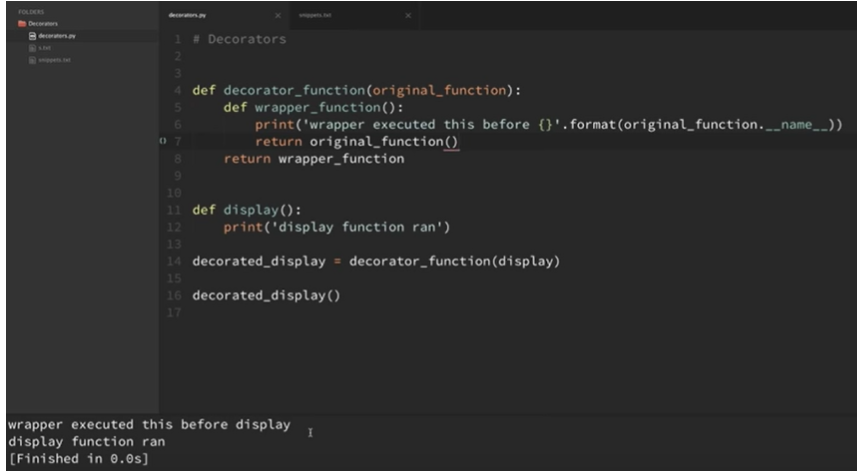 FOLDERS
Decorators
decorators.py
s.txt
snippets.txt
decorators.py × snippets.txt ×
1 # Decorators
2
3
4 def decorator_function(original_function):
5     def wrapper_function():
6         print('wrapper executed this before {}'.format(original_function.__name__))
7         return original_function()
8     return wrapper_function
9
10
11 def display():
12     print('display function ran')
13
14 decorated_display = decorator_function(display)
15
16 decorated_display()
17
wrapper executed this before display
display function ran
[Finished in 0.0s]